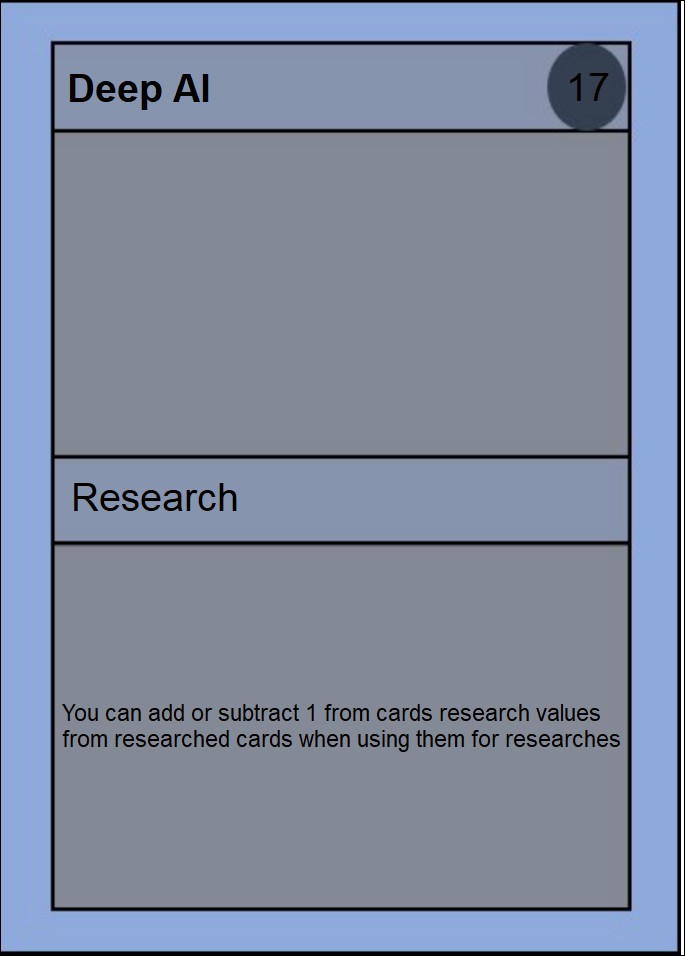 Deep AI
17
Research
You can add or subtract 1 from cards research values
from researched cards when using them for researches